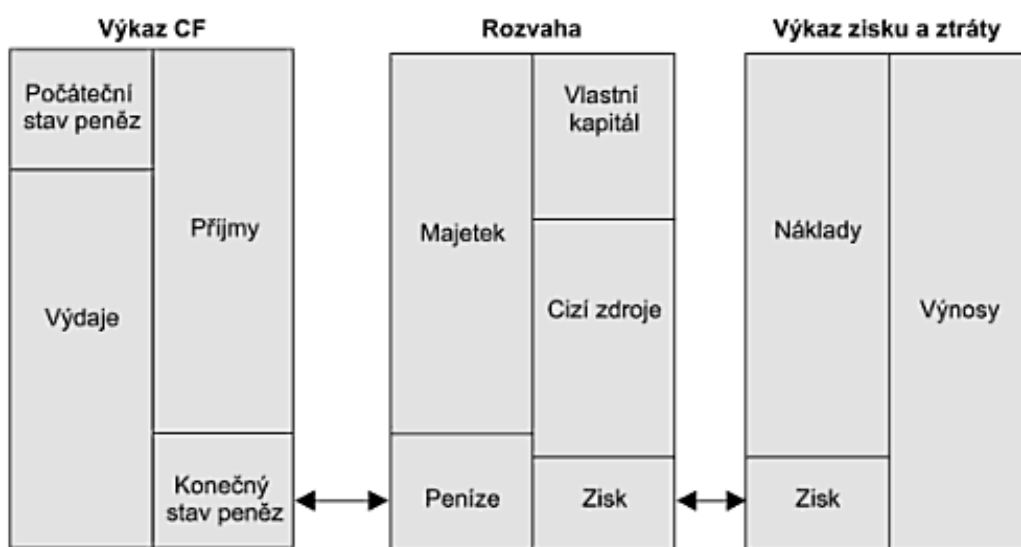 Výkaz CF
Počáteční
stav peněz
Výdaje
Příjmy
Konečný
stav peněz
Rozvaha
Majetek
Peníze
Vlastní
kapitál
Cizí zdroje
Zisk
Výkaz zisku a ztráty
Náklady
Zisk
Výnosy